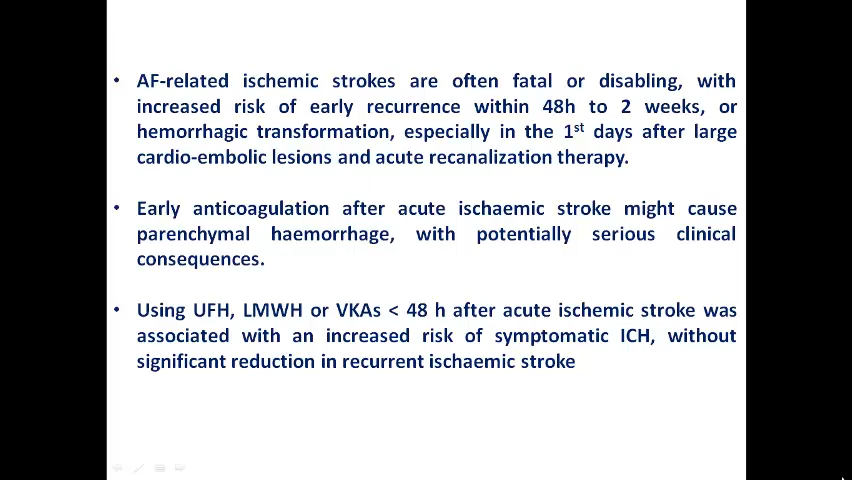 • AF-related ischemic strokes are often fatal or disabling, with
increased risk of early recurrence within 48h to 2 weeks, or
hemorrhagic transformation, especially in the 1st days after large
cardio-embolic lesions and acute recanalization therapy.
• Early anticoagulation after acute ischaemic stroke might cause
parenchymal haemorrhage, with potentially serious clinical
consequences.
• Using UFH, LMWH or VKAs < 48 h after acute ischemic stroke was
associated with an increased risk of symptomatic ICH, without
significant reduction in recurrent ischaemic stroke